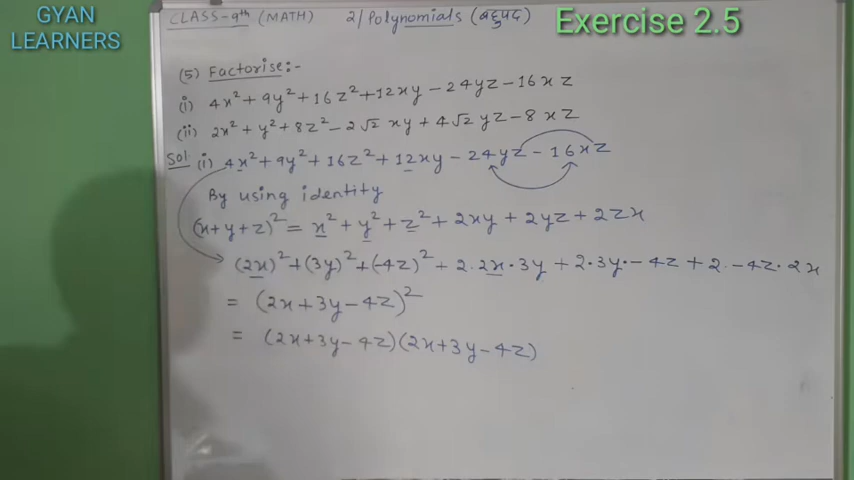 GYAN
LEARNERS
CLASS-9th (MATH) 2/Polynomials (बहुपद)
Exercise 2.5
(5) Factorise:-
(i) 4x² + 9y² + 16z² + 12xy - 24yz - 16xz
(ii) 2x² + y² + 8z² - 2√2 xy + 4√2 yz - 8xz
Sol. (i) 4x² + 9y² + 16z² + 12xy - 24yz - 16xz
By using identity
(x+y+z)² = x² + y² + z² + 2xy + 2yz + 2zx
(2x)² + (3y)² + (-4z)² + 2.2x.3y + 2.3y.-4z + 2.-4z.2x
= (2x+3y-4z)²
= (2x+3y-4z)(2x+3y-4z)